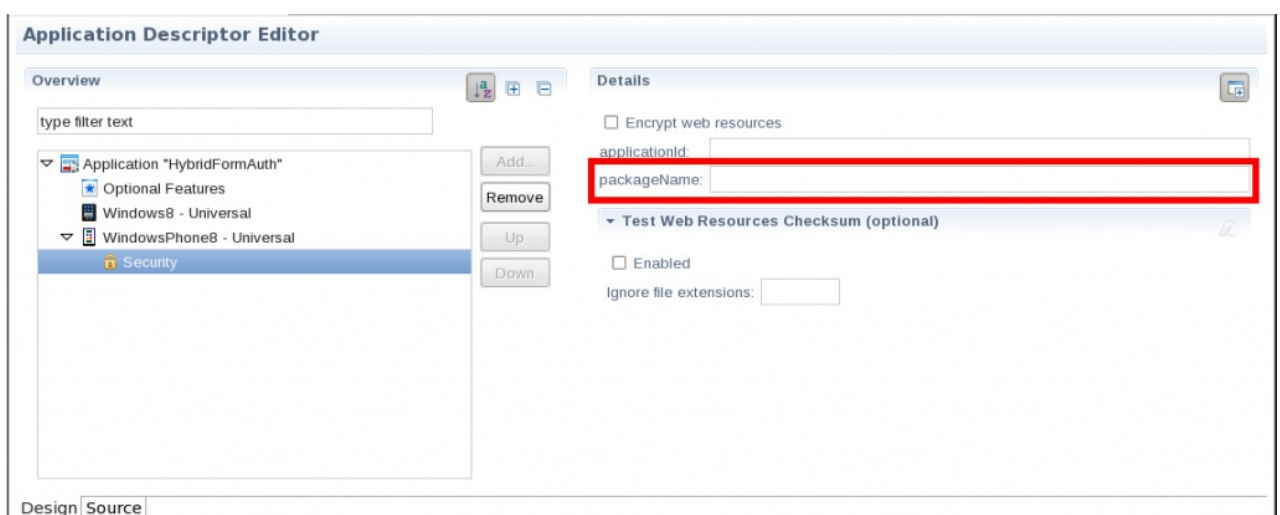 Application Descriptor Editor
Overview
type filter text
Application "HybridFormAuth"
Optional Features
Windows8 - Universal
WindowsPhone8 - Universal
Security
Add...
Remove
Up
Down
Details
Encrypt web resources
applicationId:
packageName:
Test Web Resources Checksum (optional)
Enabled
Ignore file extensions:
Design Source